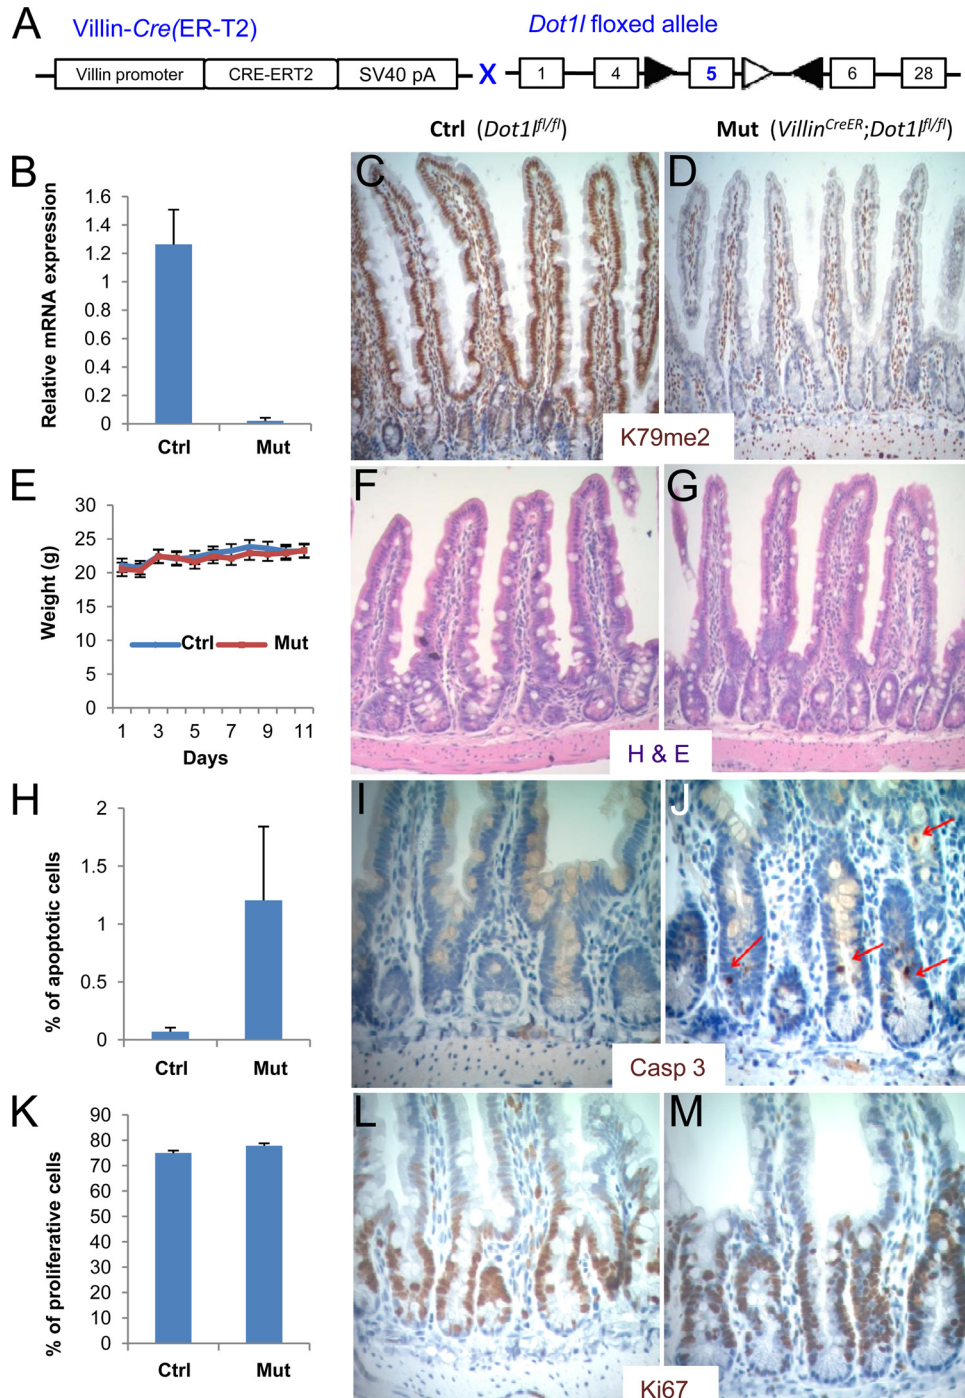 A
Villin-Cre(ER-T2)
Dot1l floxed allele
Villin promoter
CRE-ERT2
SV40 pA
X
1
4
5
6
28
Ctrl (Dot1l^fl/fl)
Mut (Villin^CreER;Dot1l^fl/fl)
B
Relative mRNA expression
1.6
1.4
1.2
1
0.8
0.6
0.4
0.2
0
Ctrl
Mut
C
D
K79me2
E
Weight (g)
30
25
20
15
10
5
0
Ctrl
Mut
1
3
5
7
9
11
Days
F
G
H & E
H
% of apoptotic cells
2
1.5
1
0.5
0
Ctrl
Mut
I
J
Casp 3
K
% of proliferative cells
90
80
70
60
50
40
30
20
10
0
Ctrl
Mut
L
M
Ki67